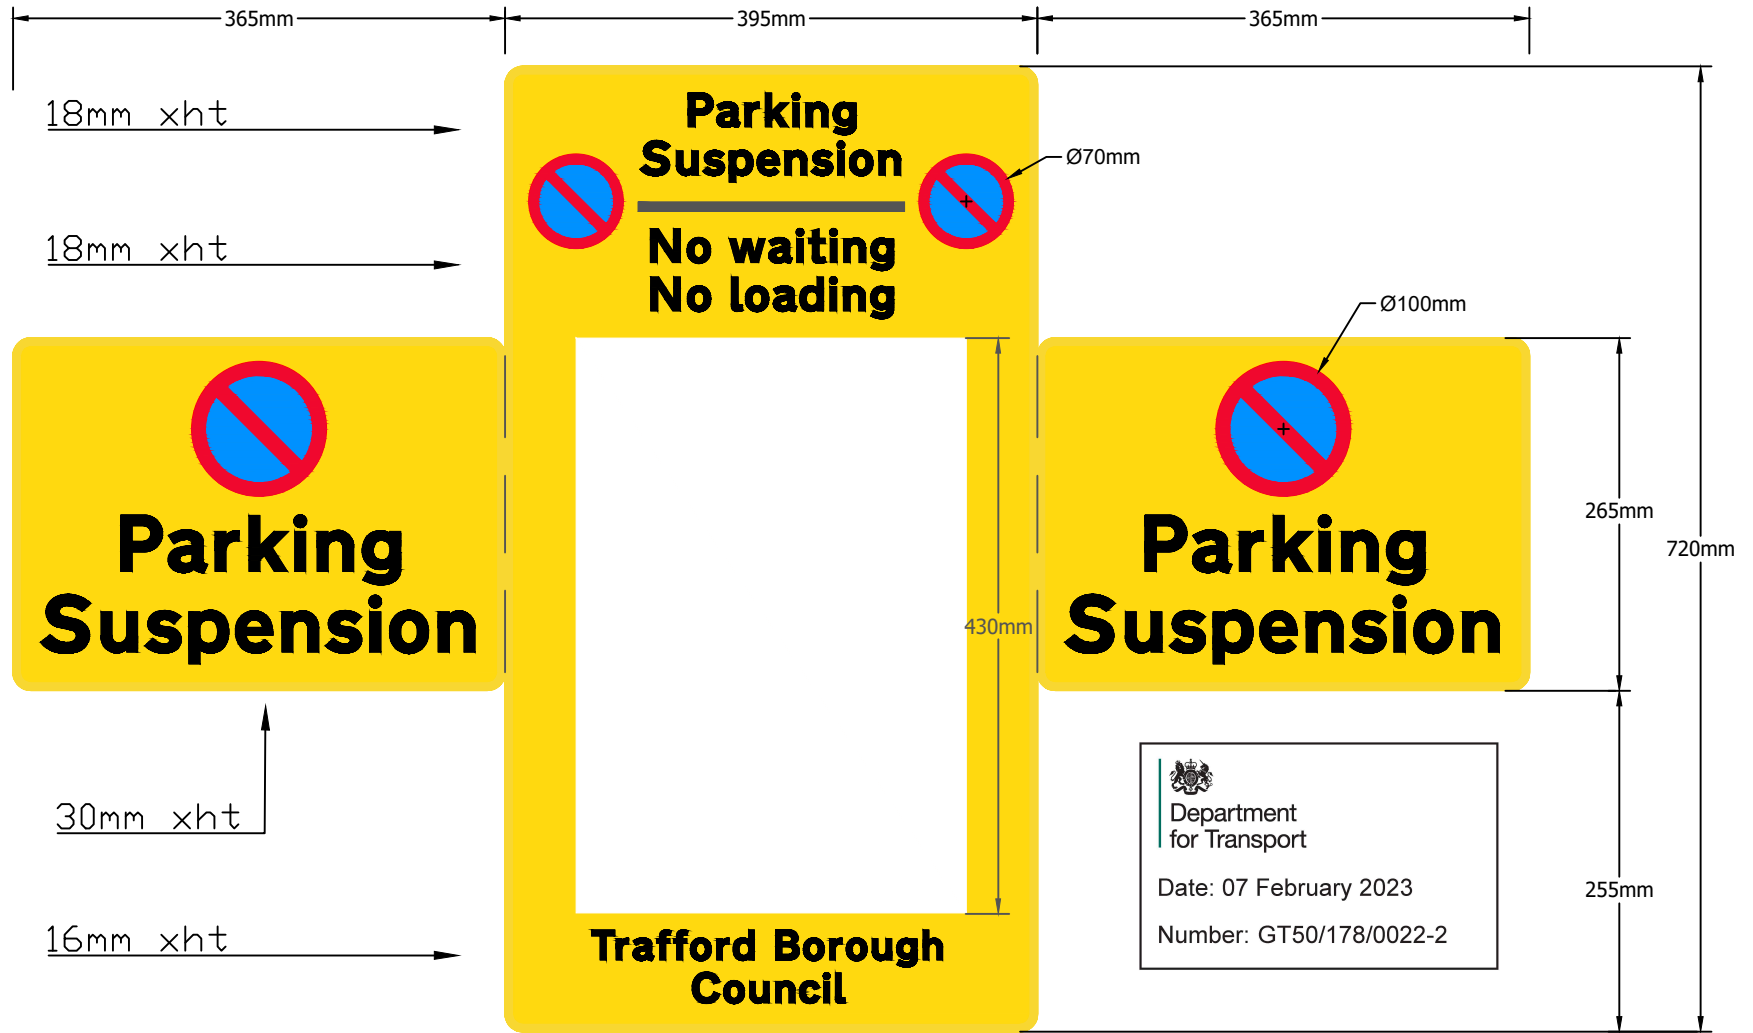 365mm
395mm
365mm
18mm xht
Parking
Suspension
Ø70mm
18mm xht
No waiting
No loading
Ø100mm
Parking
Suspension
430mm
Parking
Suspension
265mm
720mm
30mm xht
Department
for Transport
Date: 07 February 2023
Number: GT50/178/0022-2
255mm
16mm xht
Trafford Borough
Council